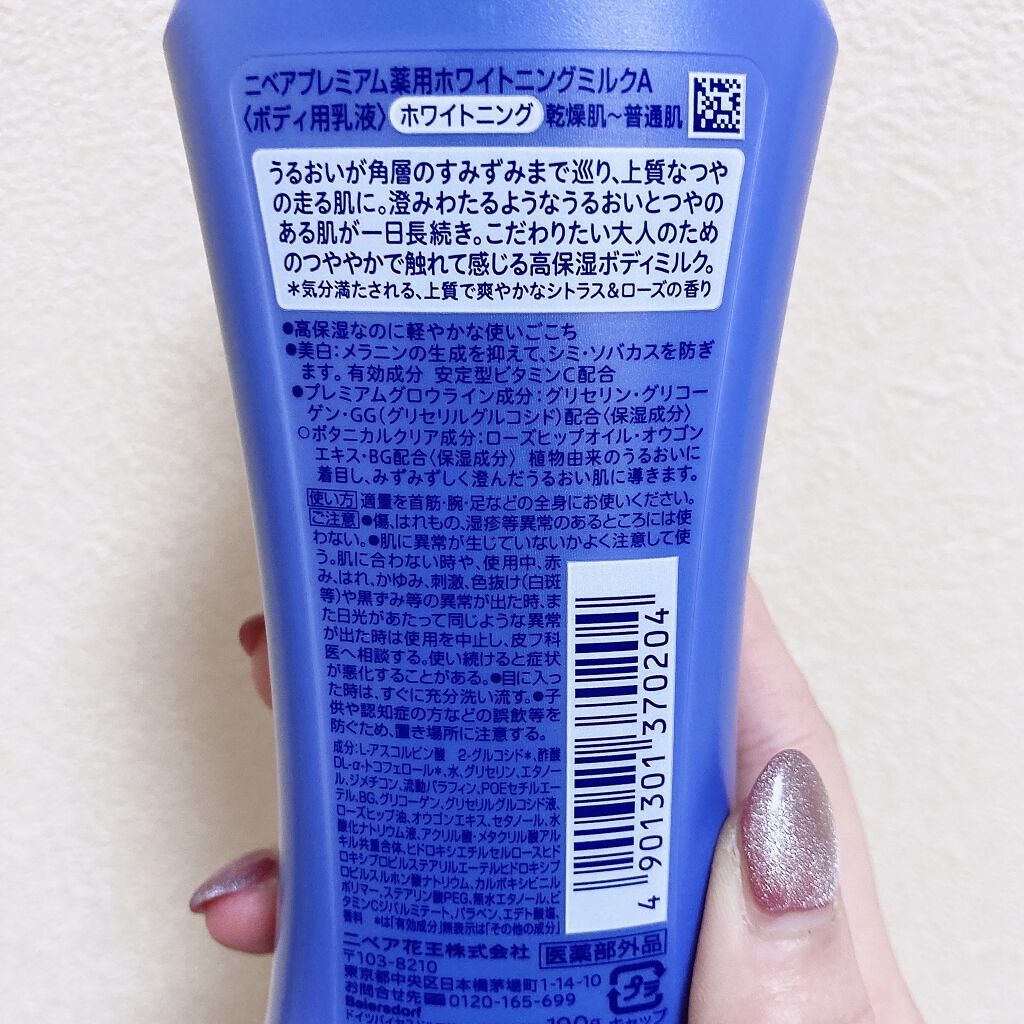 ニベアプレミアム薬用ホワイトニングミルクA
〈ボディ用乳液〉 ホワイトニング 乾燥肌~普通肌
うるおいが角層のすみずみまで巡り、上質なつや
の走る肌に。澄みわたるようなうるおいとつやの
ある肌が一日長続き。こだわりたい大人のため
のつややかで触れて感じる高保湿ボディミルク。
*気分満たされる、上質で爽やかなシトラス&ローズの香り
●高保湿なのに軽やかな使いごこち
●美白:メラニンの生成を抑えて、シミ・ソバカスを防ぎ
ます。有効成分 安定型ビタミンC配合
●プレミアムグロウライン成分:グリセリン・グリコー
ゲン・GG(グリセリルグルコシド)配合〈保湿成分〉
○ボタニカルクリア成分:ローズヒップオイル・オウゴン
エキス・BG配合〈保湿成分〉 植物由来のうるおいに
着目し、みずみずしく澄んだうるおい肌に導きます。
使い方 適量を首筋・腕・足などの全身にお使いください。
ご注意 ●傷、はれもの、湿疹等異常のあるところには使
わない。●肌に異常が生じていないかよく注意して使
う。肌に合わない時や、使用中、赤
み、はれ、かゆみ、刺激、色抜け(白斑
等)や黒ずみ等の異常が出た時、ま
た日光があたって同じような異常
が出た時は使用を中止し、皮フ科
医へ相談する。使い続けると症状
が悪化することがある。●目に入っ
た時は、すぐに充分洗い流す。●子
供や認知症の方などの誤飲等を
防ぐため、置き場所に注意する。
成分:L-アスコルビン酸 2-グルコシド*、酢酸
DL-α-トコフェロール*、水、グリセリン、エタノー
ル、ジメチコン、流動パラフィン、POEセチルエー
テル、BG、グリコーゲン、グリセリルグルコシド液、
ローズヒップ油、オウゴンエキス、セタノール、水
酸化ナトリウム液、アクリル酸・メタクリル酸アル
キル共重合体、ヒドロキシエチルセルロースヒド
ロキシプロピルステアリルエーテルヒドロキシプ
ロピルスルホン酸ナトリウム、カルボキシビニル
ポリマー、ステアリン酸PEG、無水エタノール、ビ
タミンCジパルミテート、パラベン、エデト酸塩、
香料 *は「有効成分」無表示は「その他の成分」
4 901301 370204
ニベア花王株式会社 医薬部外品
〒103-8210
東京都中央区日本橋茅場町1-14-10
お問合せ先 0120-165-699
プラ
Beiersdorf
190g キャップ